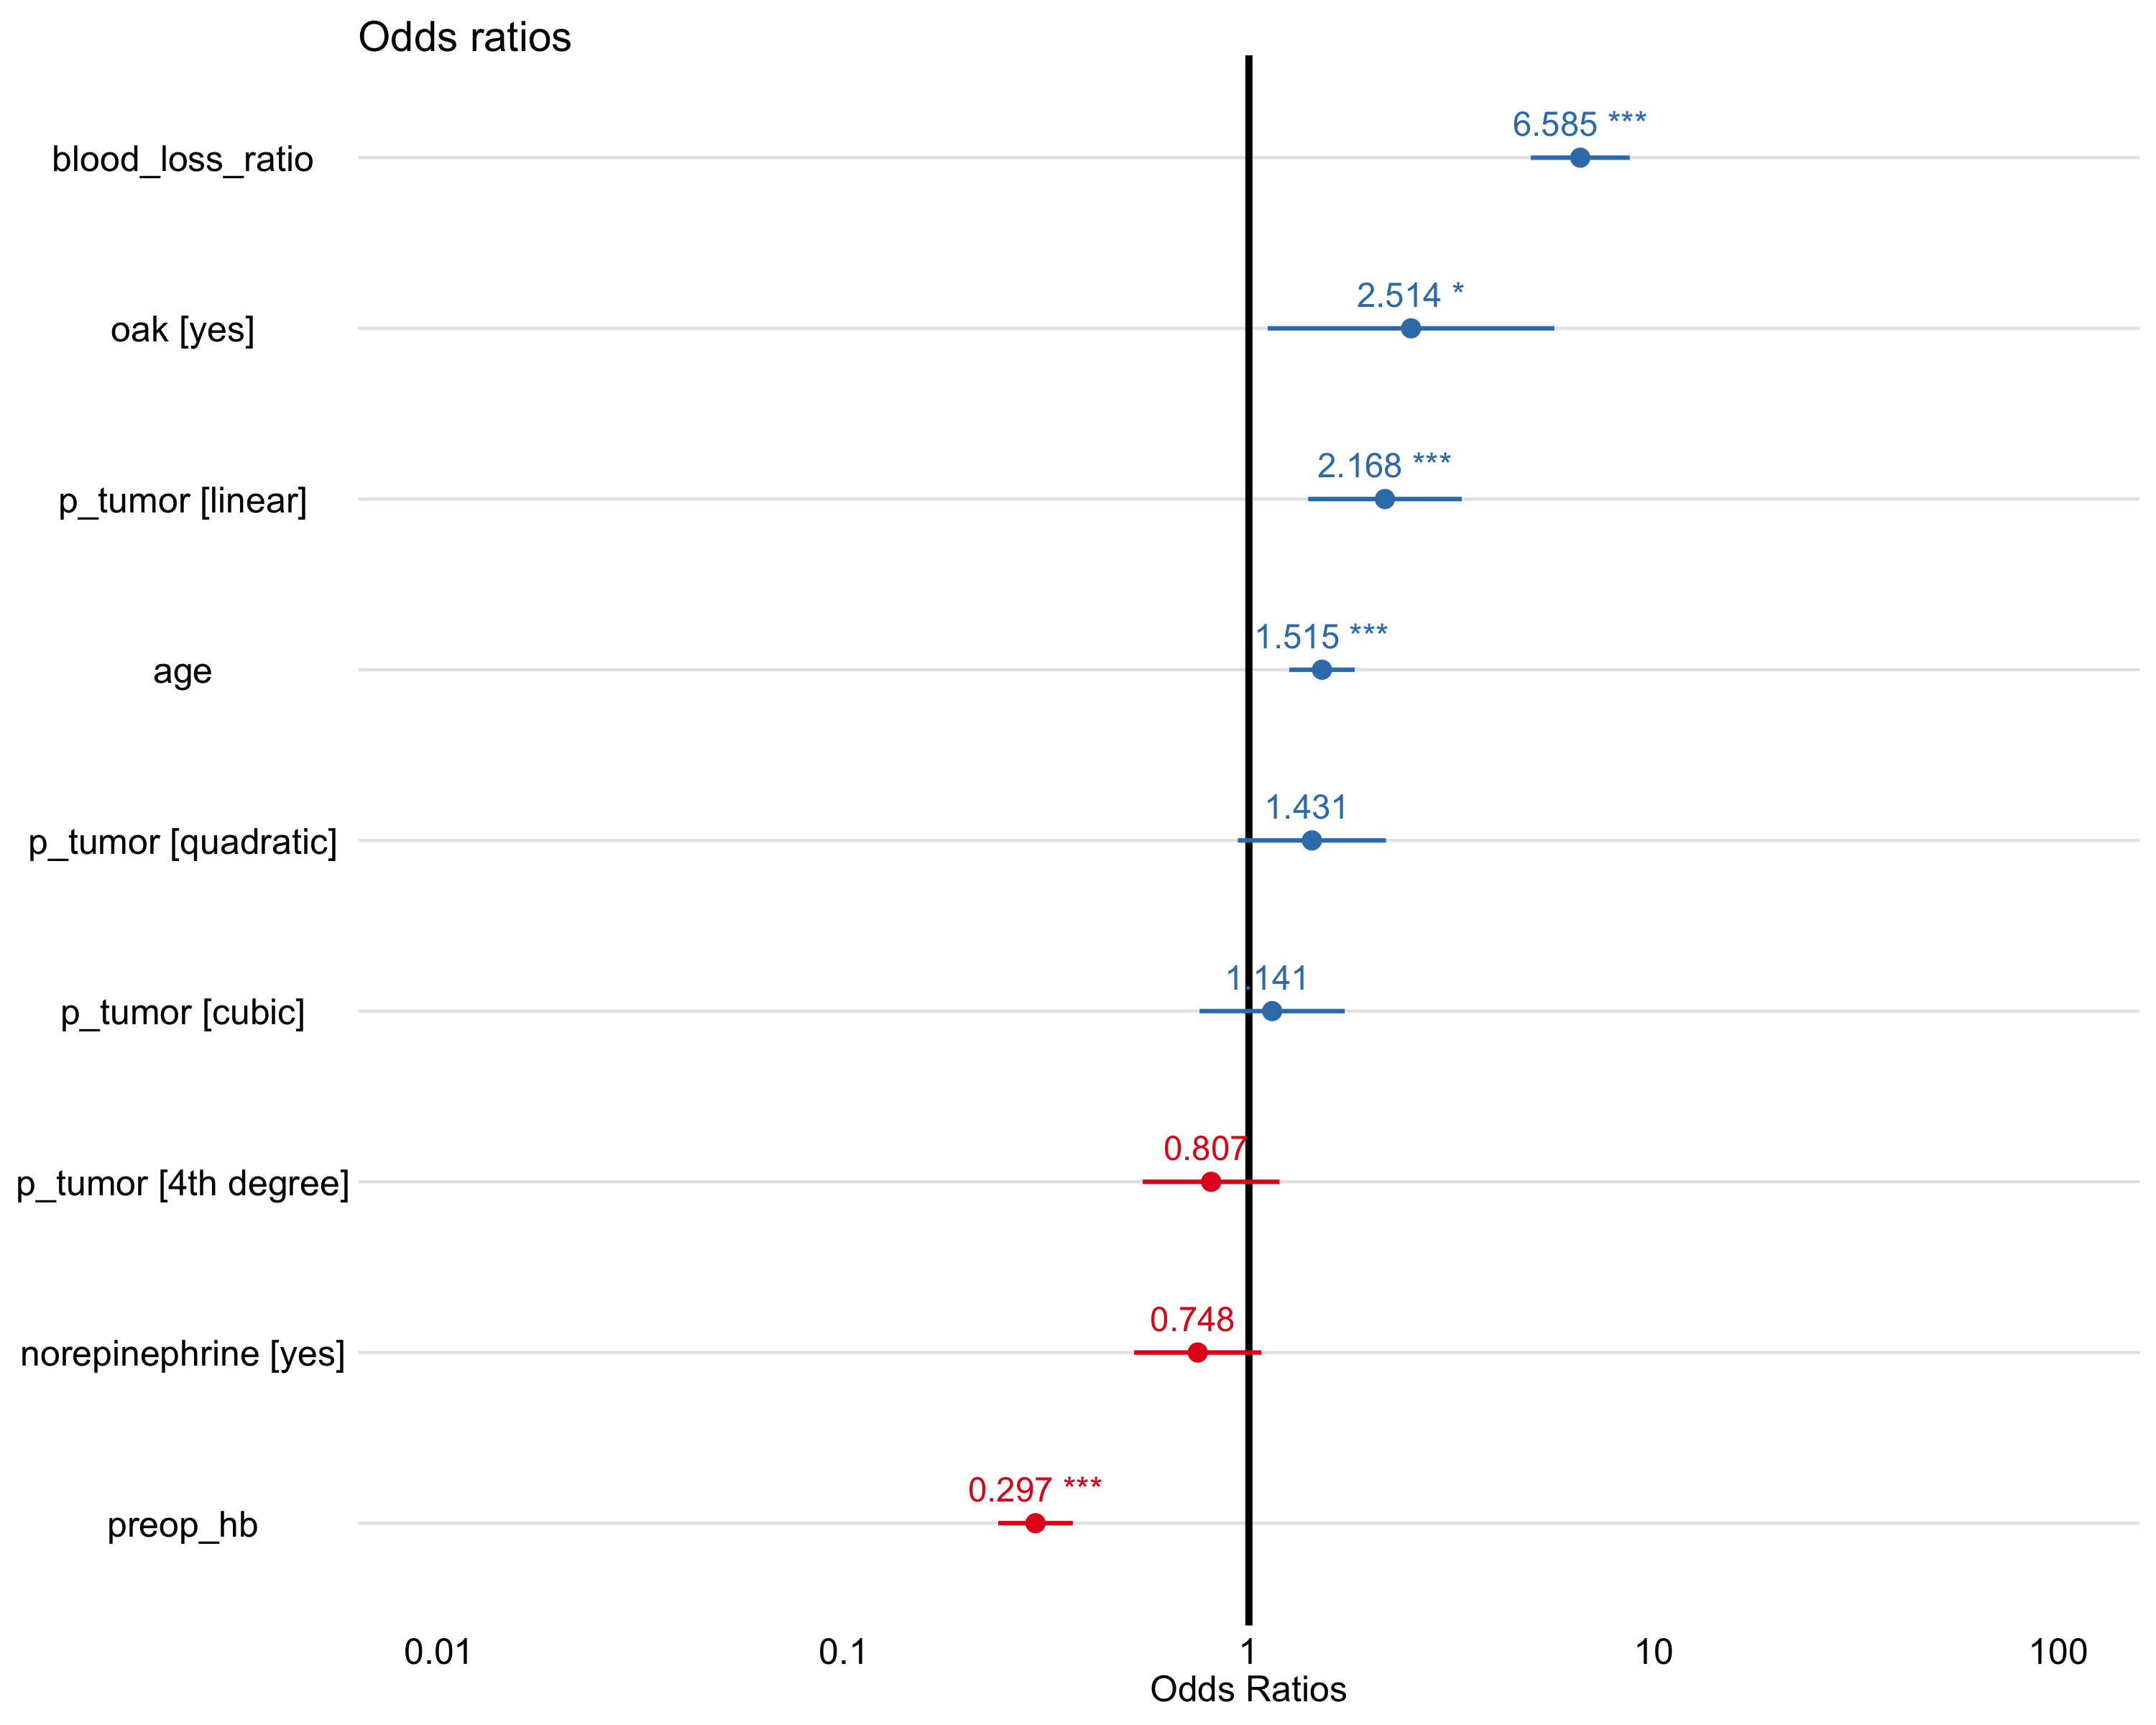 Odds ratios
6.585 ***
blood_loss_ratio
2.514 *
oak [yes]
2.168 ***
p_tumor [linear]
1.515 ***
age
1.431
p_tumor [quadratic]
1.141
p_tumor [cubic]
0.807
p_tumor [4th degree]
0.748
norepinephrine [yes]
0.297 ***
preop_hb
0.01 0.1 1 10 100
Odds Ratios